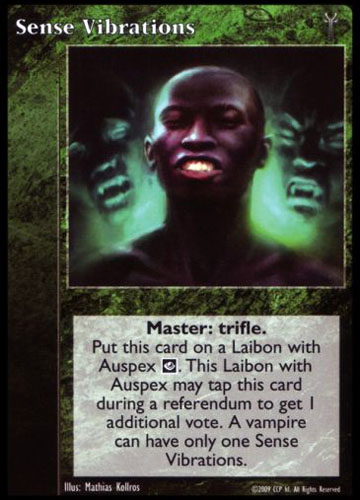 Sense Vibrations
Master: trifle.
Put this card on a Laibon with
Auspex . This Laibon with
Auspex may tap this card
during a referendum to get 1
additional vote. A vampire
can have only one Sense
Vibrations.
Illus: Mathias Kollros
©2009 CCP hf. All Rights Reserved